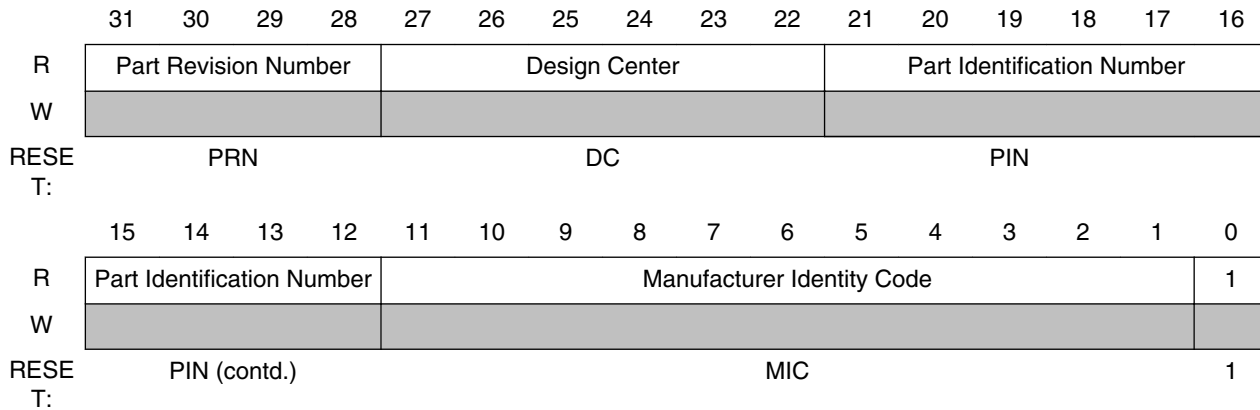 31 30 29 28 27 26 25 24 23 22 21 20 19 18 17 16
R Part Revision Number Design Center Part Identification Number
W
RESE PRN DC PIN
T:
15 14 13 12 11 10 9 8 7 6 5 4 3 2 1 0
R Part Identification Number Manufacturer Identity Code 1
W
RESE PIN (contd.) MIC 1
T: